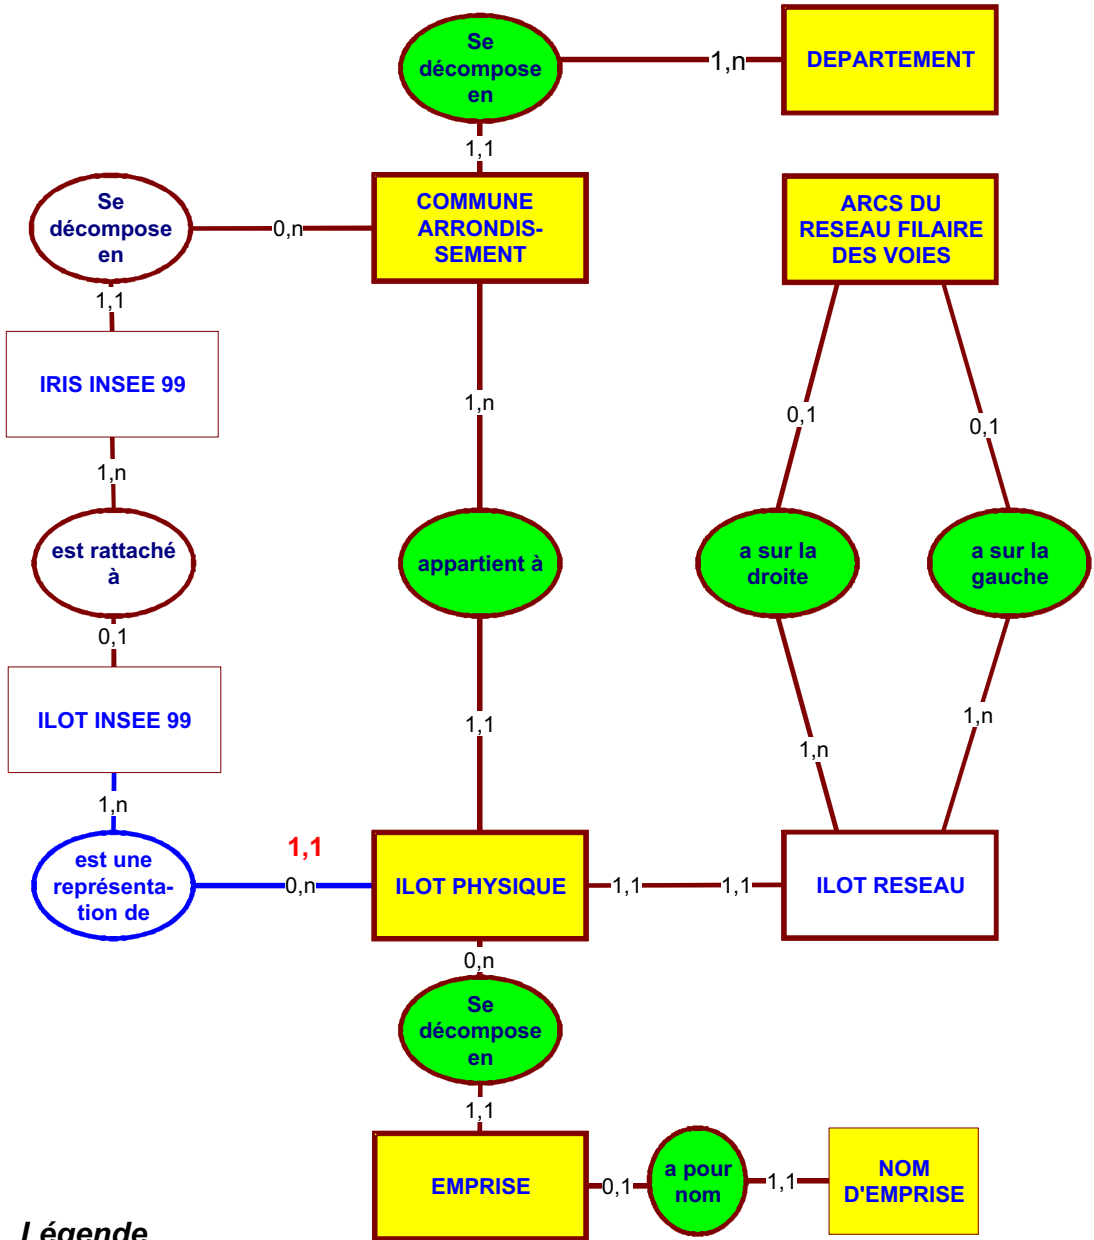 Se
décompose
en
1,n
DEPARTEMENT
1,1
Se
décompose
en
0,n
COMMUNE
ARRONDIS-
SEMENT
ARCS DU
RESEAU FILAIRE
DES VOIES
1,1
IRIS INSEE 99
1,n
0,1
0,1
1,n
est rattaché
à
appartient à
a sur la
droite
a sur la
gauche
0,1
ILOT INSEE 99
1,1
1,n
1,n
1,n
est une
représenta-
tion de
1,1
0,n
ILOT PHYSIQUE
1,1
1,1
ILOT RESEAU
0,n
Se
décompose
en
1,1
EMPRISE
0,1
a pour
nom
1,1
NOM
D'EMPRISE
Légende